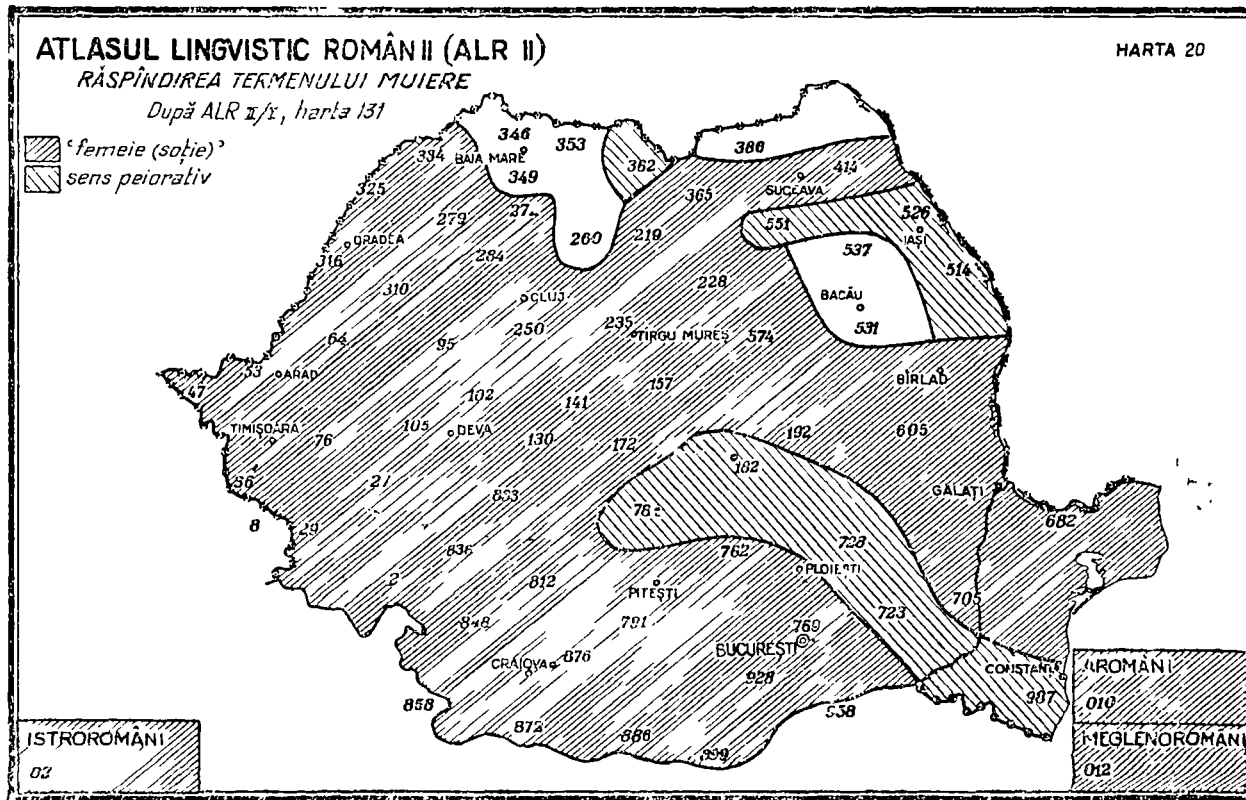 ATLASUL LINGVISTIC ROMÂN II (ALR II)
HARTA 20
RĂSPÎNDIREA TERMENULUI MUIERE
După ALR II/I, harta 131
'femeie (soție)'
sens peiorativ
346
353
386
334
BAIA MARE
362
414
349
365
SUCEAVA
325
279
272
219
551
526
ORADEA
260
IAȘI
316
284
537
514
310
228
CLUJ
BACĂU
250
235
TÎRGU MUREȘ
574
531
64
95
53
ARAD
BÎRLAD
47
157
102
141
TIMIȘOARA
76
105
DEVA
130
172
192
605
182
36
27
833
GALAȚI
8
29
682
836
762
728
2
812
PLOIEȘTI
PITEȘTI
705
848
791
723
769
BUCUREȘTI
CRAIOVA
876
CONSTANȚA
928
987
858
872
886
899
ISTROROMÂNI
02
AROMÂNI
010
MEGLENOROMÂNI
012